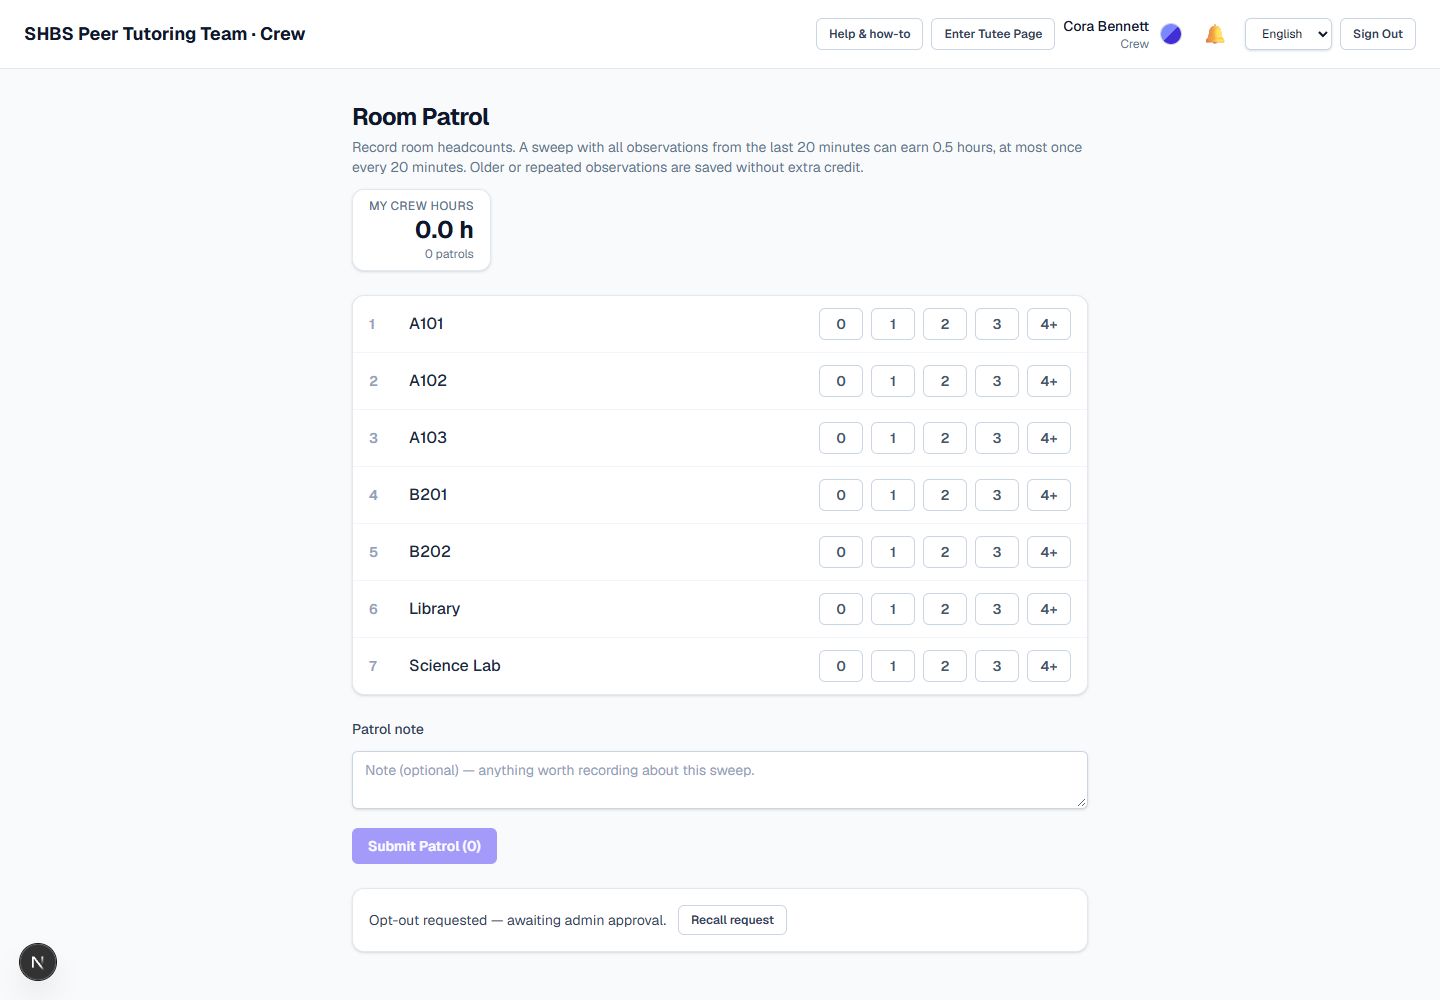 SHBS Peer Tutoring Team · Crew
Help & how-to
Enter Tutee Page
Cora Bennett
Crew
English
Sign Out
Room Patrol
Record room headcounts. A sweep with all observations from the last 20 minutes can earn 0.5 hours, at most once
every 20 minutes. Older or repeated observations are saved without extra credit.
MY CREW HOURS
0.0 h
0 patrols
1 A101 0 1 2 3 4+
2 A102 0 1 2 3 4+
3 A103 0 1 2 3 4+
4 B201 0 1 2 3 4+
5 B202 0 1 2 3 4+
6 Library 0 1 2 3 4+
7 Science Lab 0 1 2 3 4+
Patrol note
Note (optional) — anything worth recording about this sweep.
Submit Patrol (0)
Opt-out requested — awaiting admin approval. Recall request
N